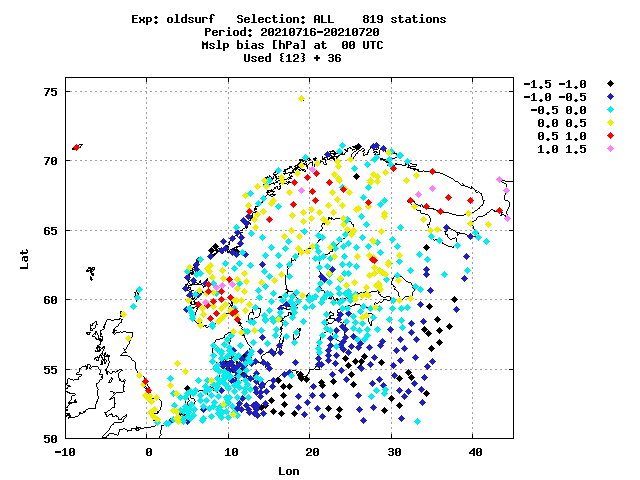 Exp: oldsurf   Selection: ALL    819 stations
Period: 20210716-20210720
Mslp bias [hPa] at  00 UTC
Used {12} + 36
-1.5 -1.0
-1.0 -0.5
-0.5 0.0
0.0 0.5
0.5 1.0
1.0 1.5
75
70
65
60
55
50
Lat
-10 0 10 20 30 40
Lon